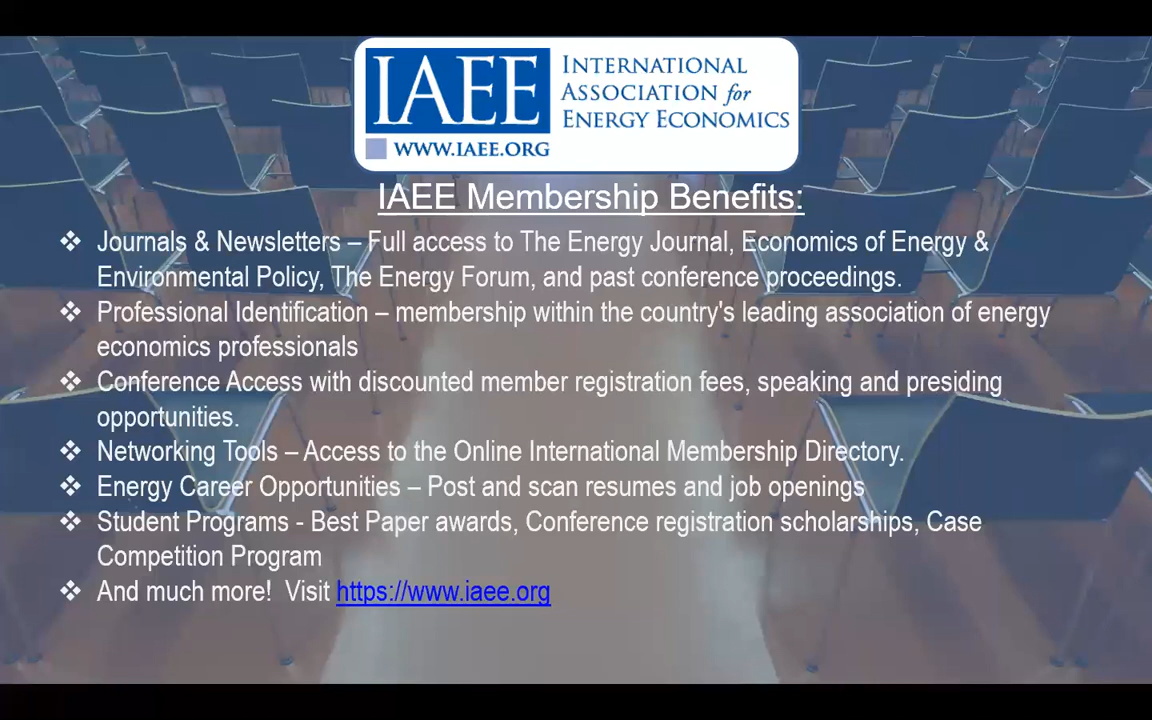 IAEE
INTERNATIONAL
ASSOCIATION for
ENERGY ECONOMICS
WWW.IAEE.ORG
IAEE Membership Benefits:
❖ Journals & Newsletters – Full access to The Energy Journal, Economics of Energy &
Environmental Policy, The Energy Forum, and past conference proceedings.
❖ Professional Identification – membership within the country's leading association of energy
economics professionals
❖ Conference Access with discounted member registration fees, speaking and presiding
opportunities.
❖ Networking Tools – Access to the Online International Membership Directory.
❖ Energy Career Opportunities – Post and scan resumes and job openings
❖ Student Programs - Best Paper awards, Conference registration scholarships, Case
Competition Program
❖ And much more!  Visit https://www.iaee.org